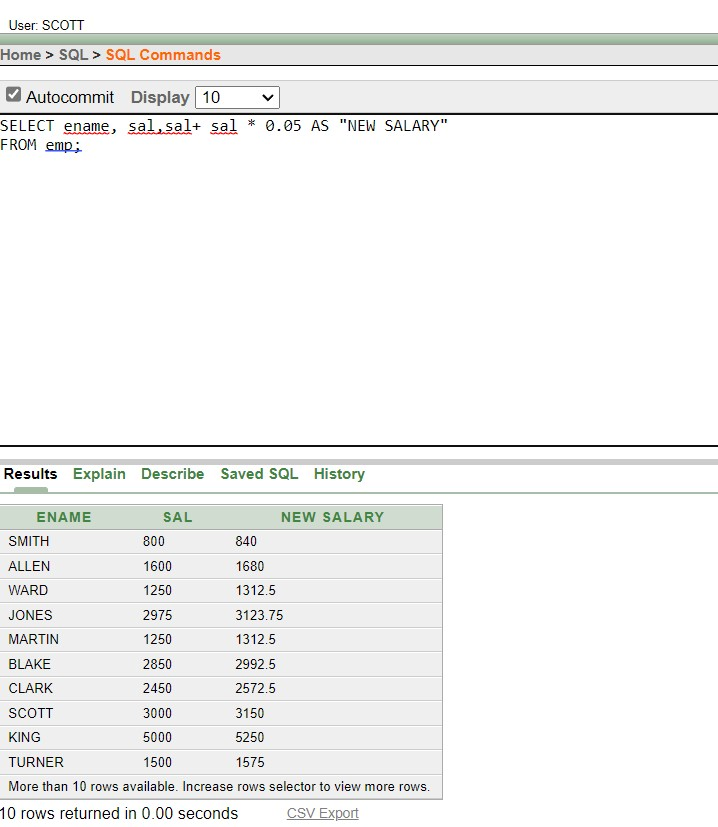 User: SCOTT
Home > SQL > SQL Commands
Autocommit Display 10
SELECT ename, sal,sal+ sal * 0.05 AS "NEW SALARY"
FROM emp;
Results Explain Describe Saved SQL History
ENAME SAL NEW SALARY
SMITH 800 840
ALLEN 1600 1680
WARD 1250 1312.5
JONES 2975 3123.75
MARTIN 1250 1312.5
BLAKE 2850 2992.5
CLARK 2450 2572.5
SCOTT 3000 3150
KING 5000 5250
TURNER 1500 1575
More than 10 rows available. Increase rows selector to view more rows.
10 rows returned in 0.00 seconds CSV Export